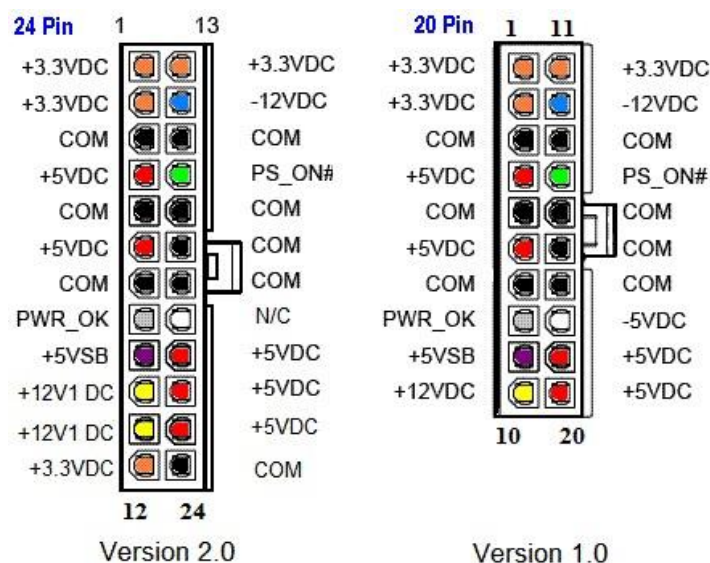 24 Pin 1 13
+3.3VDC +3.3VDC
+3.3VDC -12VDC
COM COM
+5VDC PS_ON#
COM COM
+5VDC COM
COM COM
PWR_OK N/C
+5VSB +5VDC
+12V1 DC +5VDC
+12V1 DC +5VDC
+3.3VDC COM
12 24
Version 2.0
20 Pin 1 11
+3.3VDC +3.3VDC
+3.3VDC -12VDC
COM COM
+5VDC PS_ON#
COM COM
+5VDC COM
COM COM
PWR_OK -5VDC
+5VSB +5VDC
+12VDC +5VDC
10 20
Version 1.0